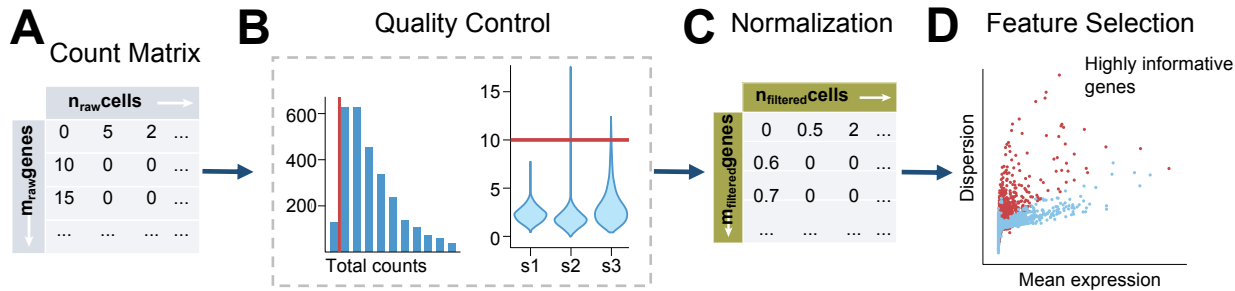 A
Count Matrix
n_raw cells
m_raw genes
0 5 2 ...
10 0 0 ...
15 0 0 ...
... ... ... ...
B
Quality Control
600
400
200
Total counts
15
10
5
0
s1 s2 s3
C
Normalization
n_filtered cells
m_filtered genes
0 0.5 2 ...
0.6 0 0 ...
0.7 0 0 ...
... ... ... ...
D
Feature Selection
Highly informative
genes
Dispersion
Mean expression